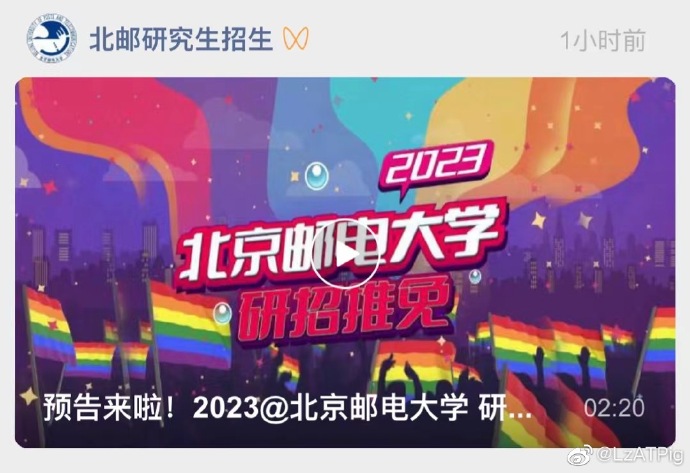 北邮研究生招生
1小时前
2023
北京邮电大学
研招推免
预告来啦！2023@北京邮电大学 研...
02:20
@LzATPig